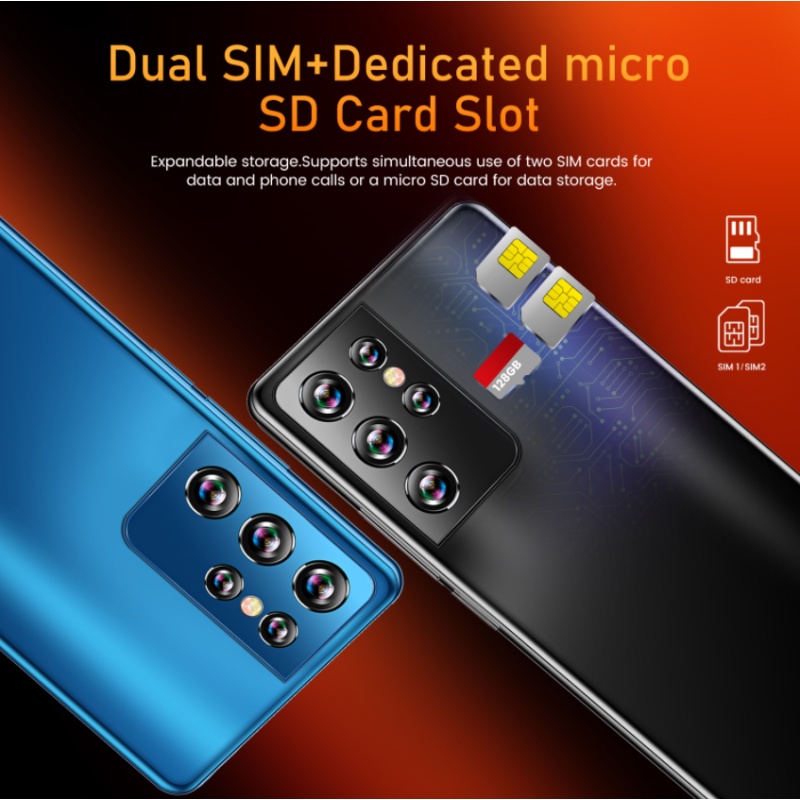 Dual SIM+Dedicated micro
SD Card Slot
Expandable storage.Supports simultaneous use of two SIM cards for
data and phone calls or a micro SD card for data storage.
SD card
SIM 1/SIM2
128GB